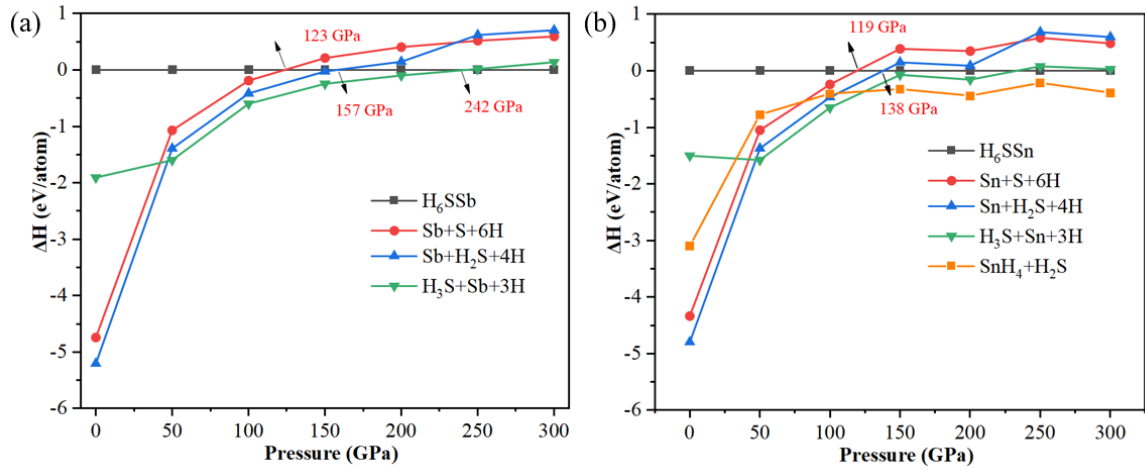 (a)
1
0
-1
-2
-3
-4
-5
-6
ΔH (eV/atom)
123 GPa
157 GPa
242 GPa
H₆SSb
Sb+S+6H
Sb+H₂S+4H
H₃S+Sb+3H
0 50 100 150 200 250 300
Pressure (GPa)
(b)
1
0
-1
-2
-3
-4
-5
-6
ΔH (eV/atom)
119 GPa
138 GPa
H₆SSn
Sn+S+6H
Sn+H₂S+4H
H₃S+Sn+3H
SnH₄+H₂S
0 50 100 150 200 250 300
Pressure (GPa)